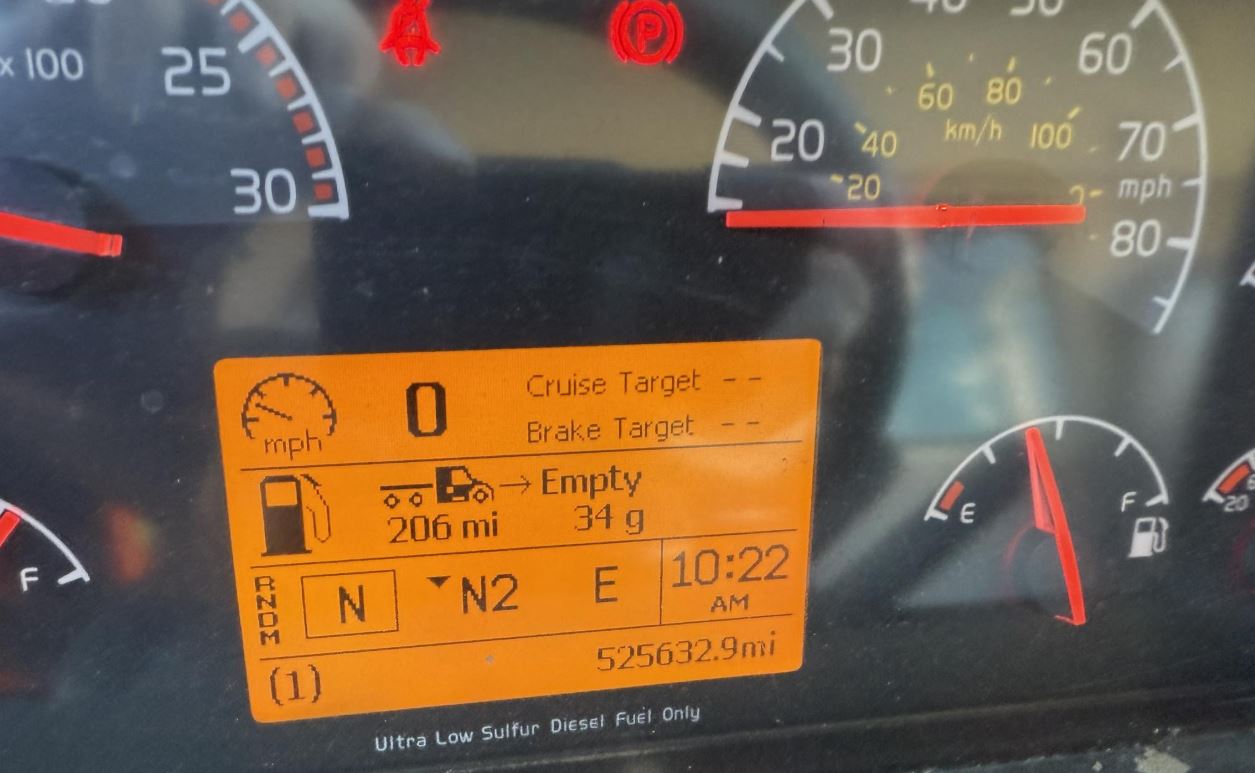 x 100
25
30
P
20
30
60
70
80
mph
20
40
60
80
100
km/h
mph
0
Cruise Target --
Brake Target --
→ Empty
206 mi 34 g
RNDM
N ▼N2 E 10:22
AM
(1) 525632.9mi
Ultra Low Sulfur Diesel Fuel Only
F
E F
20